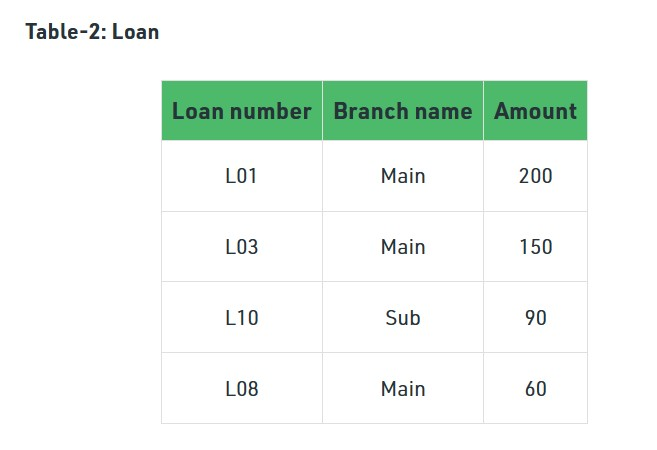 Table-2: Loan
Loan number Branch name Amount
L01 Main 200
L03 Main 150
L10 Sub 90
L08 Main 60